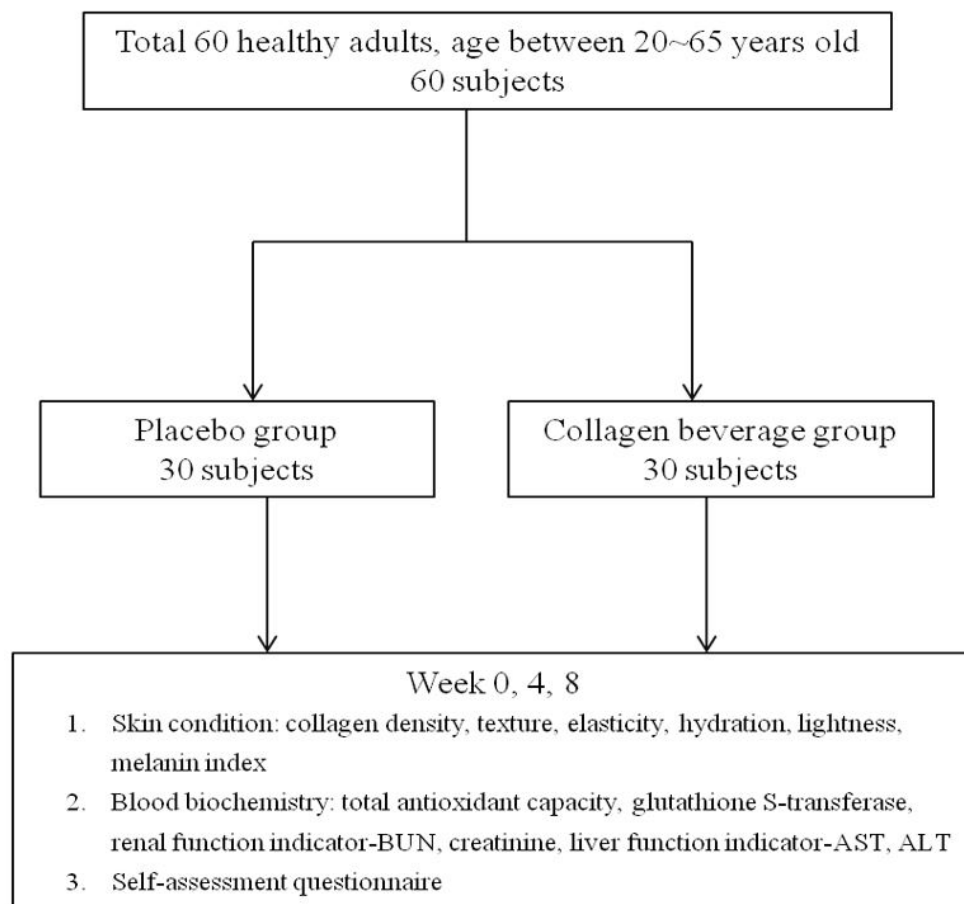 Total 60 healthy adults, age between 20~65 years old
60 subjects
Placebo group
30 subjects
Collagen beverage group
30 subjects
Week 0, 4, 8
1. Skin condition: collagen density, texture, elasticity, hydration, lightness,
melanin index
2. Blood biochemistry: total antioxidant capacity, glutathione S-transferase,
renal function indicator-BUN, creatinine, liver function indicator-AST, ALT
3. Self-assessment questionnaire